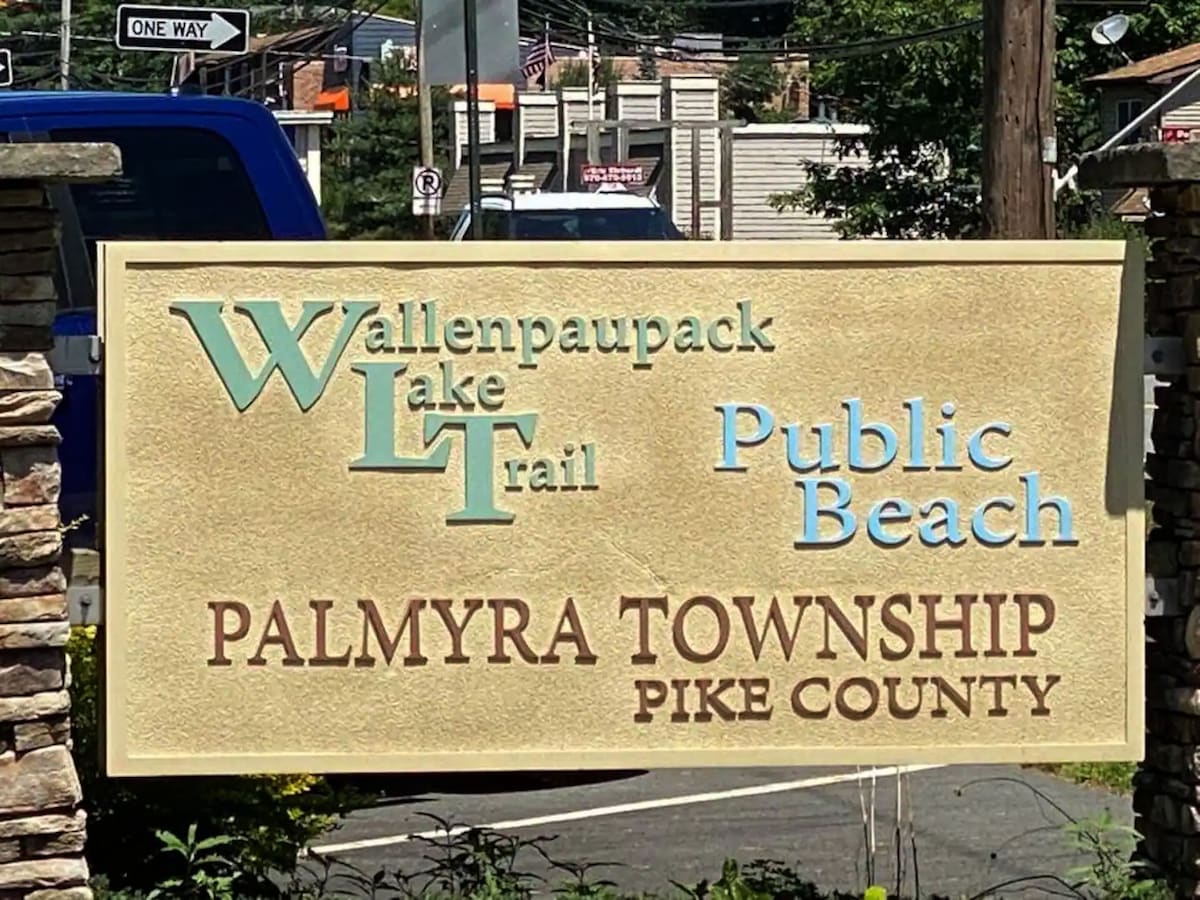 ONE WAY
P
Wallenpaupack
Lake
Trail
Public
Beach
PALMYRA TOWNSHIP
PIKE COUNTY